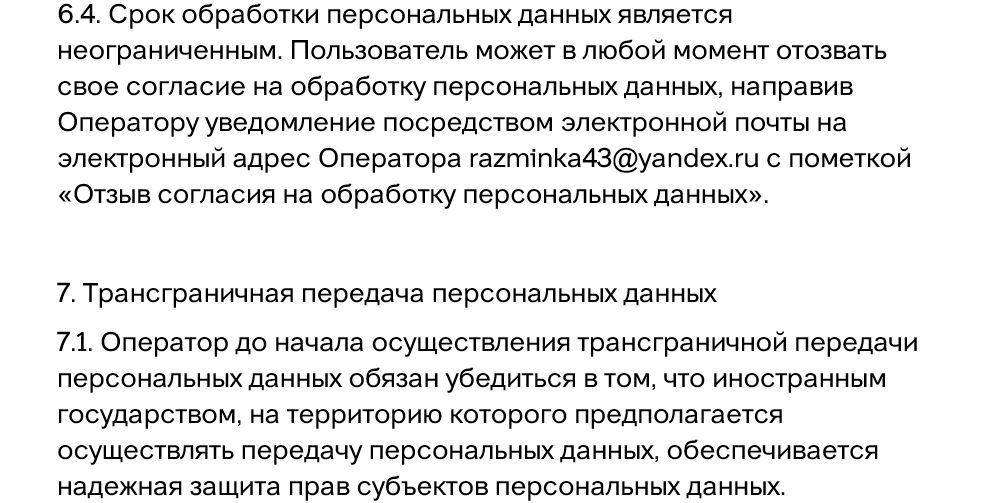 6.4. Срок обработки персональных данных является
неограниченным. Пользователь может в любой момент отозвать
свое согласие на обработку персональных данных, направив
Оператору уведомление посредством электронной почты на
электронный адрес Оператора razminka43@yandex.ru с пометкой
«Отзыв согласия на обработку персональных данных».
7. Трансграничная передача персональных данных
7.1. Оператор до начала осуществления трансграничной передачи
персональных данных обязан убедиться в том, что иностранным
государством, на территорию которого предполагается
осуществлять передачу персональных данных, обеспечивается
надежная защита прав субъектов персональных данных.